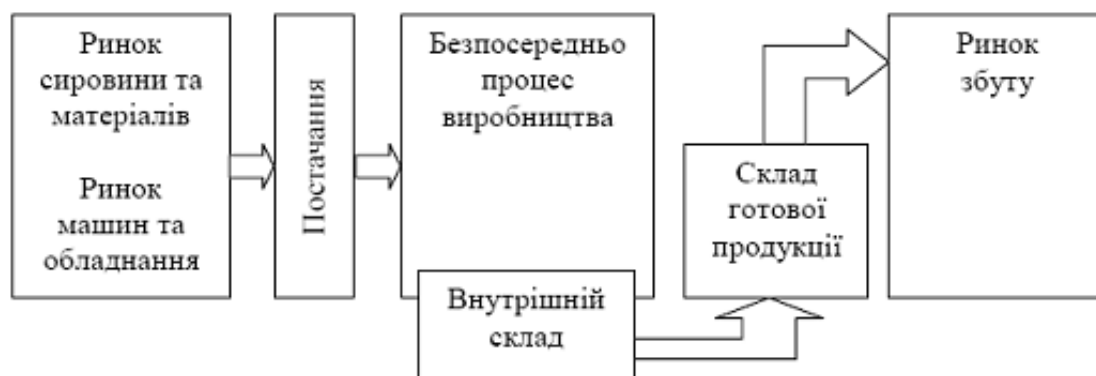 Ринок
сировини та
матеріалів
Ринок
машин та
обладнання
Постачання
Безпосередньо
процес
виробництва
Внутрішній
склад
Склад
готової
продукції
Ринок
збуту